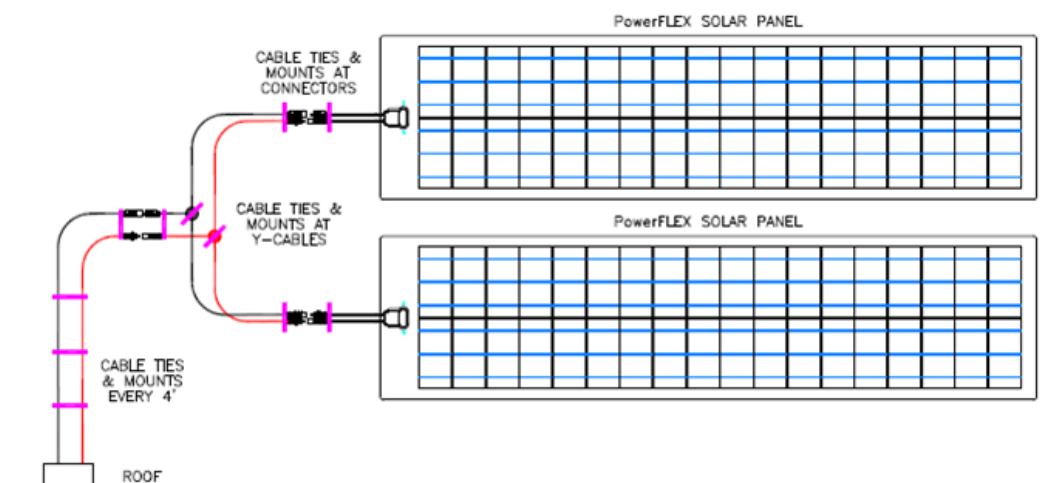 PowerFLEX SOLAR PANEL
CABLE TIES &
MOUNTS AT
CONNECTORS
CABLE TIES &
MOUNTS AT
Y-CABLES
PowerFLEX SOLAR PANEL
CABLE TIES
& MOUNTS
EVERY 4'
ROOF